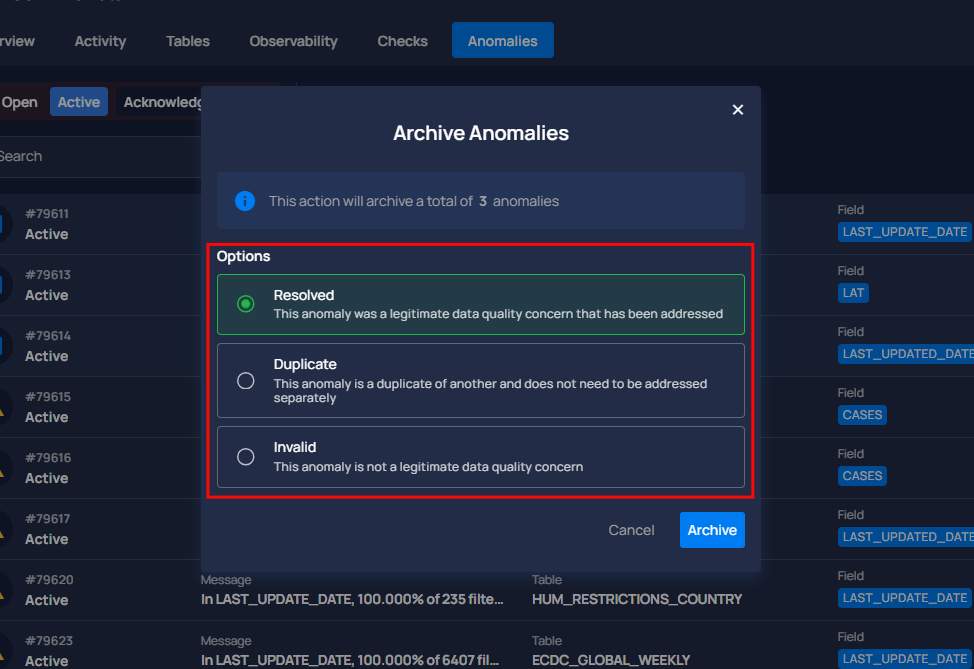 rview Activity Tables Observability Checks Anomalies
Open Active Acknowledg
Search
Archive Anomalies
This action will archive a total of 3 anomalies
Options
Resolved
This anomaly was a legitimate data quality concern that has been addressed
Duplicate
This anomaly is a duplicate of another and does not need to be addressed
separately
Invalid
This anomaly is not a legitimate data quality concern
Cancel Archive
#79611
Active
Field
LAST_UPDATE_DATE
#79613
Active
Field
LAT
#79614
Active
Field
LAST_UPDATED_DATE
#79615
Active
Field
CASES
#79616
Active
Field
CASES
#79617
Active
Field
LAST_UPDATED_DATE
#79620 Message Table Field
Active In LAST_UPDATE_DATE, 100.000% of 235 filte... HUM_RESTRICTIONS_COUNTRY LAST_UPDATE_DATE
#79623 Message Table Field
Active In LAST_UPDATE_DATE, 100.000% of 6407 fil... ECDC_GLOBAL_WEEKLY LAST_UPDATE_DATE